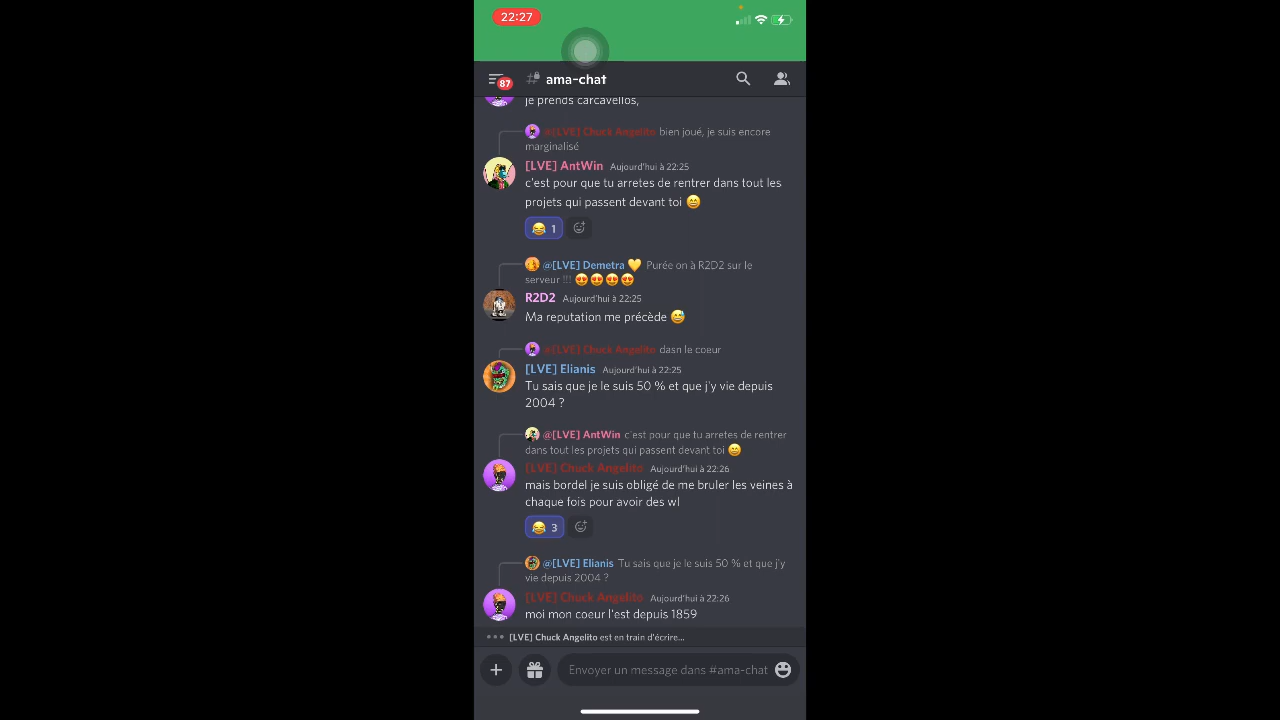 22:27
87
ama-chat
je prends carcavellos,
@[LVE] Chuck Angelito bien joué, je suis encore
marginalisé
[LVE] AntWin Aujourd'hui à 22:25
c'est pour que tu arretes de rentrer dans tout les
projets qui passent devant toi 😄
😂 1
@[LVE] Demetra 💛 Purée on à R2D2 sur le
serveur !!! 😍😍😍😍
R2D2 Aujourd'hui à 22:25
Ma reputation me précède 😅
@[LVE] Chuck Angelito dasn le coeur
[LVE] Elianis Aujourd'hui à 22:25
Tu sais que je le suis 50 % et que j'y vie depuis
2004 ?
@[LVE] AntWin c'est pour que tu arretes de rentrer
dans tout les projets qui passent devant toi 😄
[LVE] Chuck Angelito Aujourd'hui à 22:26
mais bordel je suis obligé de me bruler les veines à
chaque fois pour avoir des wl
😂 3
@[LVE] Elianis Tu sais que je le suis 50 % et que j'y
vie depuis 2004 ?
[LVE] Chuck Angelito Aujourd'hui à 22:26
moi mon coeur l'est depuis 1859
[LVE] Chuck Angelito est en train d'écrire...
Envoyer un message dans #ama-chat